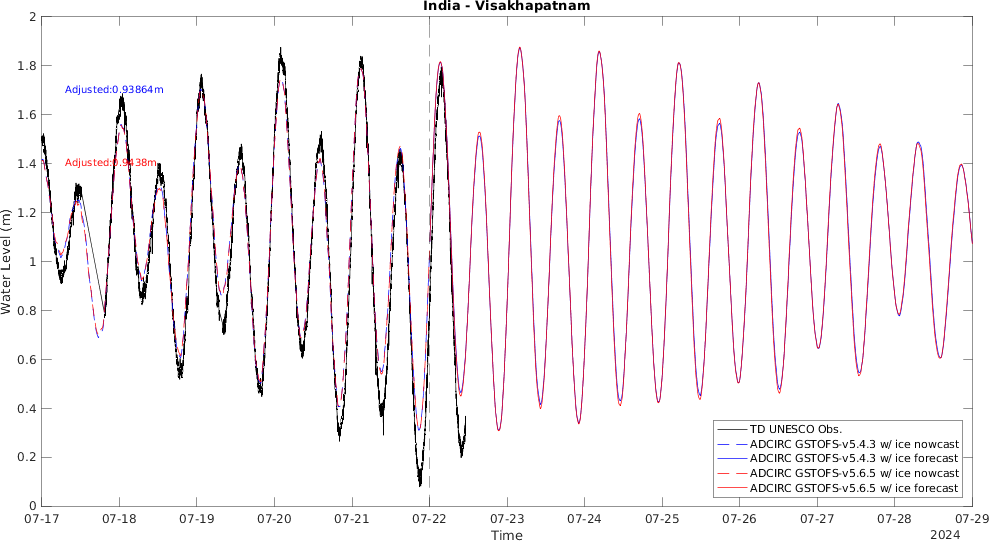 India - Visakhapatnam
2
1.8
1.6
1.4
1.2
1
0.8
0.6
0.4
0.2
0
Water Level (m)
Adjusted:0.93864m
Adjusted:0.9438m
TD UNESCO Obs.
ADCIRC GSTOFS-v5.4.3 w/ ice nowcast
ADCIRC GSTOFS-v5.4.3 w/ ice forecast
ADCIRC GSTOFS-v5.6.5 w/ ice nowcast
ADCIRC GSTOFS-v5.6.5 w/ ice forecast
07-17 07-18 07-19 07-20 07-21 07-22 07-23 07-24 07-25 07-26 07-27 07-28 07-29
Time
2024